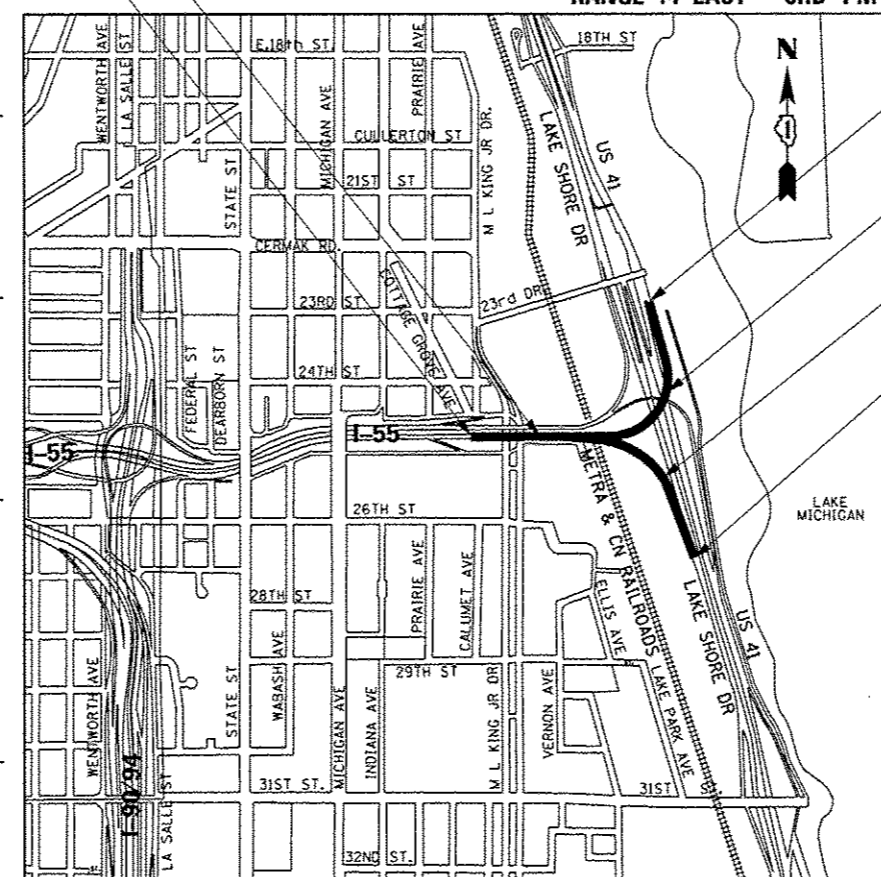 RANGE 14 EAST 3RD PM
WENTWORTH AVE
LA SALLE ST
E.18th ST.
MICHIGAN AVE
PRAIRIE AVE
18TH ST
N
CULLERTON ST
21ST ST
STATE ST
M L KING JR DR.
LAKE SHORE DR
US 41
CERMAK RD.
COTTAGE GROVE AVE
23RD ST
23rd DR
24TH ST
FEDERAL ST
DEARBORN ST
I-55
I-55
26TH ST
METRA & CN RAILROADS
LAKE
MICHIGAN
28TH ST
PRAIRIE AVE
CALUMET AVE
ELLIS AVE
LAKE SHORE DR
US 41
WENTWORTH AVE
STATE ST
WABASH AVE
MICHIGAN AVE
INDIANA AVE
29TH ST
M L KING JR DR
VERNON AVE
LAKE PARK AVE
I-90/94
LA SALLE ST
31ST ST.
31ST ST
32ND ST.